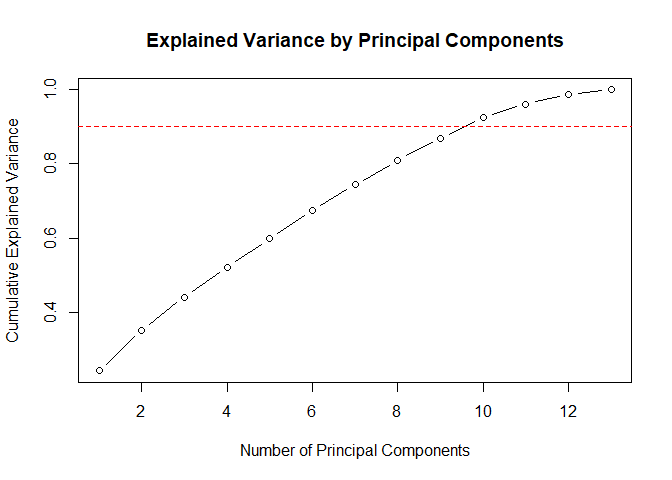 Explained Variance by Principal Components
Cumulative Explained Variance
1.0
0.8
0.6
0.4
2 4 6 8 10 12
Number of Principal Components